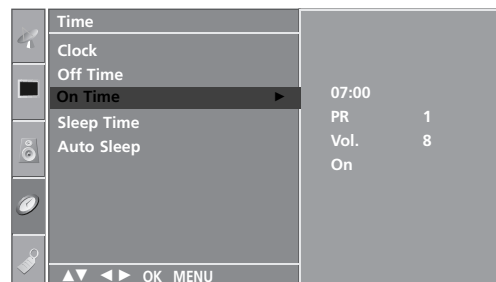 Time
Clock
Off Time
On Time ►
Sleep Time
Auto Sleep
07:00
PR 1
Vol. 8
On
▲▼ ◄► OK MENU